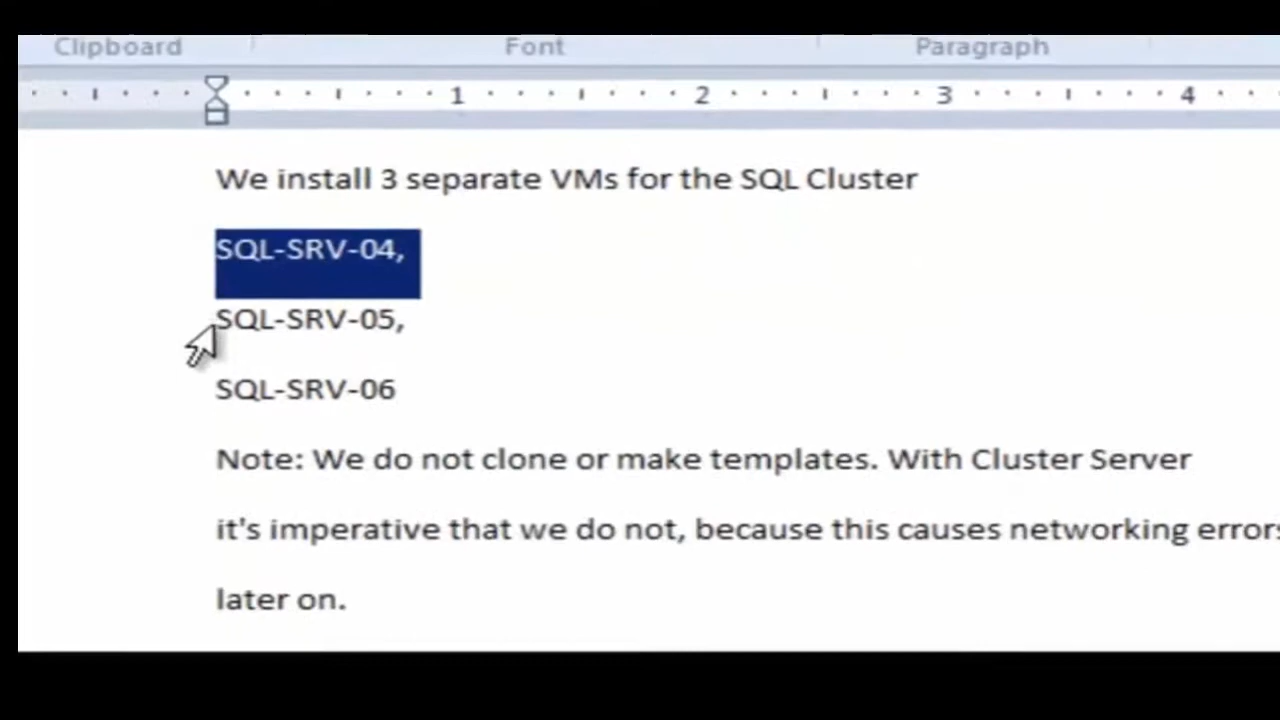 Clipboard Font Paragraph
1 2 3 4
We install 3 separate VMs for the SQL Cluster
SQL-SRV-04,
SQL-SRV-05,
SQL-SRV-06
Note: We do not clone or make templates. With Cluster Server
it's imperative that we do not, because this causes networking errors
later on.